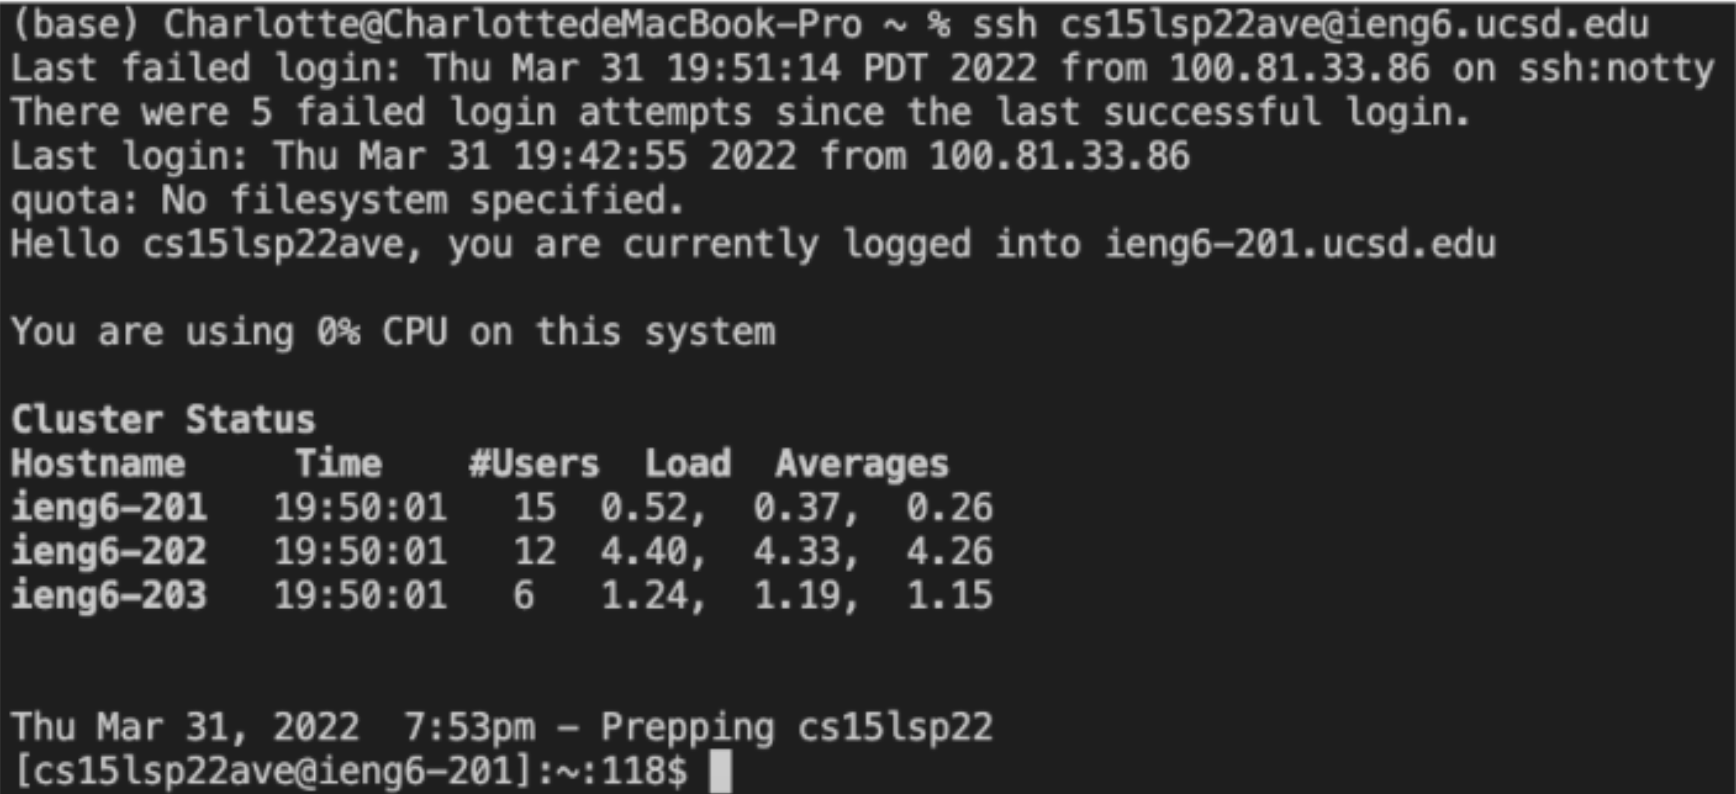 (base) Charlotte@CharlottedeMacBook-Pro ~ % ssh cs15lsp22ave@ieng6.ucsd.edu
Last failed login: Thu Mar 31 19:51:14 PDT 2022 from 100.81.33.86 on ssh:notty
There were 5 failed login attempts since the last successful login.
Last login: Thu Mar 31 19:42:55 2022 from 100.81.33.86
quota: No filesystem specified.
Hello cs15lsp22ave, you are currently logged into ieng6-201.ucsd.edu
You are using 0% CPU on this system
Cluster Status
Hostname     Time    #Users  Load  Averages
ieng6-201   19:50:01   15  0.52,  0.37,  0.26
ieng6-202   19:50:01   12  4.40,  4.33,  4.26
ieng6-203   19:50:01   6   1.24,  1.19,  1.15
Thu Mar 31, 2022  7:53pm - Prepping cs15lsp22
[cs15lsp22ave@ieng6-201]:~:118$